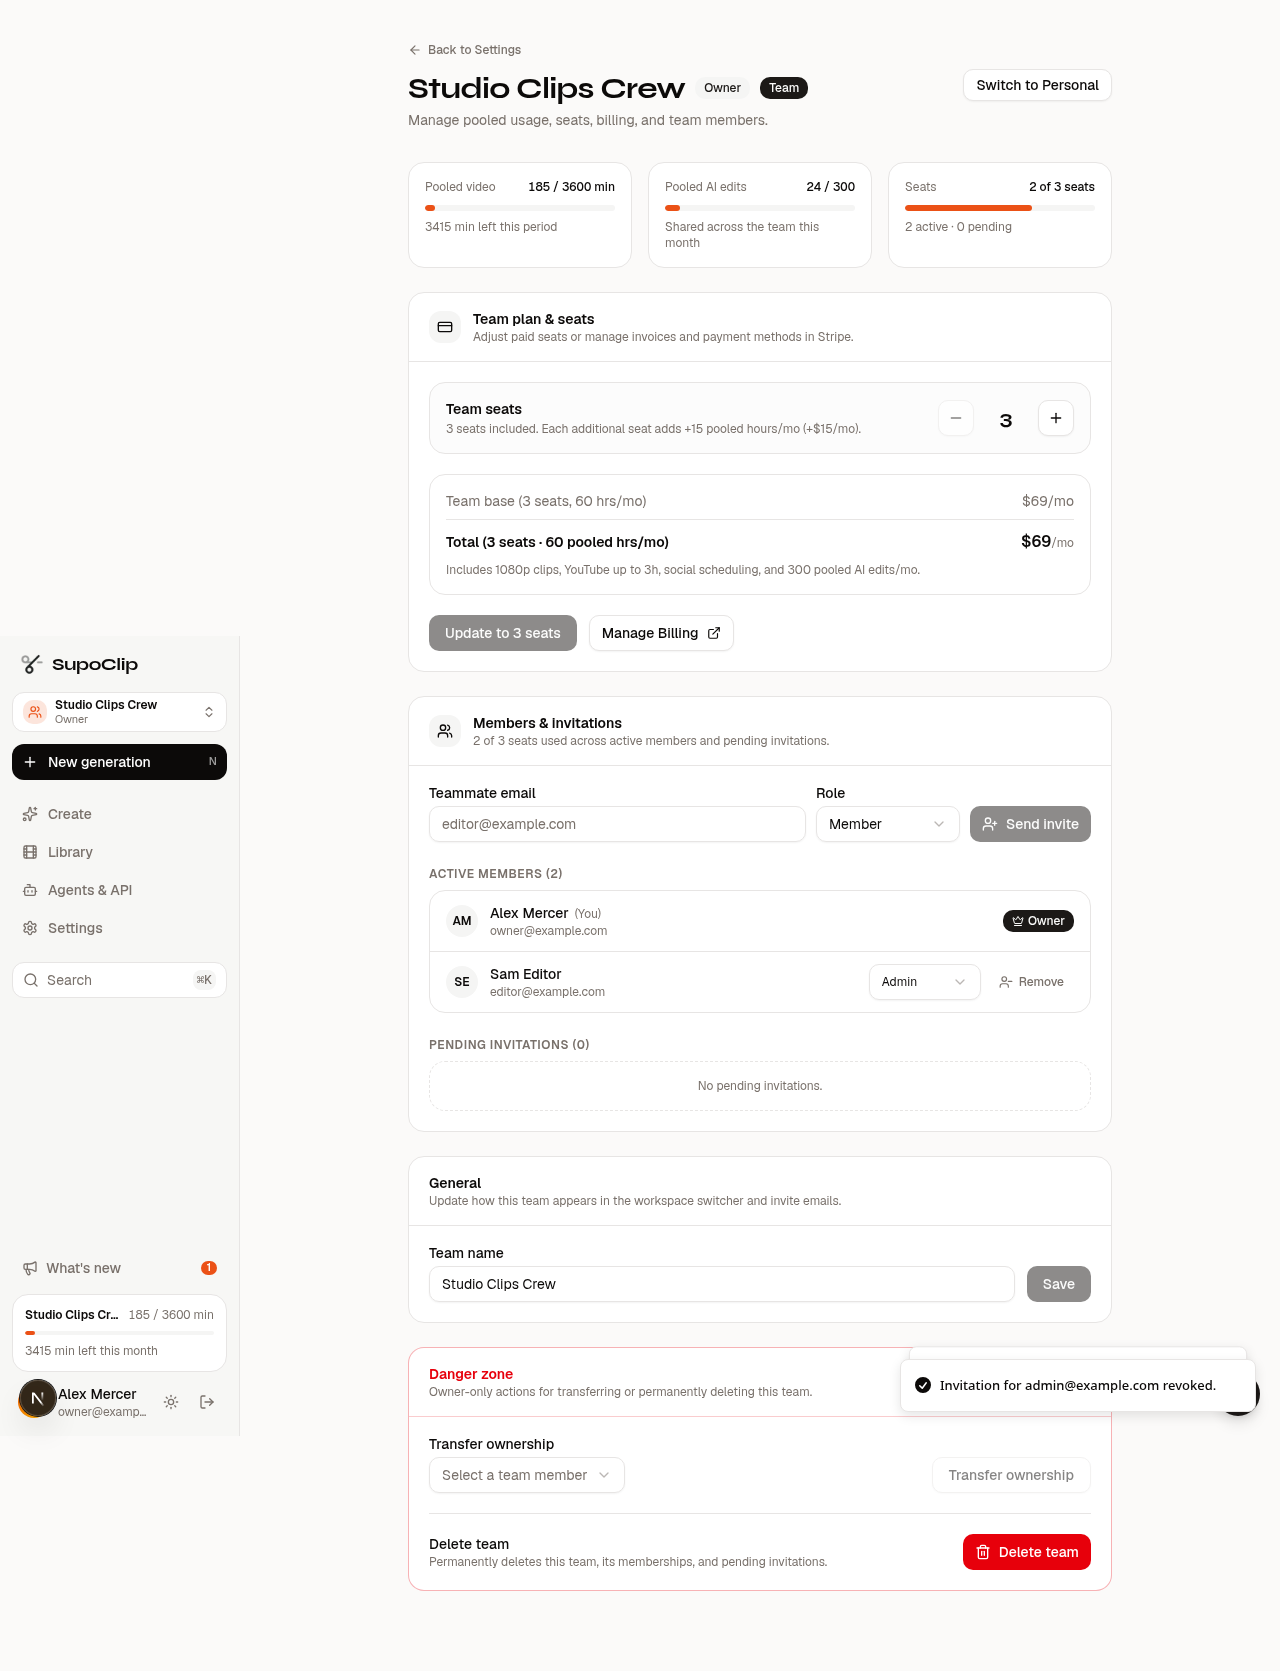 Back to Settings
Studio Clips Crew Owner Team
Switch to Personal
Manage pooled usage, seats, billing, and team members.
Pooled video 185 / 3600 min
3415 min left this period
Pooled AI edits 24 / 300
Shared across the team this
month
Seats 2 of 3 seats
2 active · 0 pending
Team plan & seats
Adjust paid seats or manage invoices and payment methods in Stripe.
Team seats
3 seats included. Each additional seat adds +15 pooled hours/mo (+$15/mo).
3
Team base (3 seats, 60 hrs/mo) $69/mo
Total (3 seats · 60 pooled hrs/mo) $69/mo
Includes 1080p clips, YouTube up to 3h, social scheduling, and 300 pooled AI edits/mo.
Update to 3 seats
Manage Billing
SupoClip
Studio Clips Crew
Owner
New generation N
Create
Library
Agents & API
Settings
Search ⌘K
What's new 1
Studio Clips Cr... 185 / 3600 min
3415 min left this month
N
Alex Mercer
owner@examp...
Members & invitations
2 of 3 seats used across active members and pending invitations.
Teammate email
Role
editor@example.com
Member
Send invite
ACTIVE MEMBERS (2)
AM
Alex Mercer (You)
owner@example.com
Owner
SE
Sam Editor
editor@example.com
Admin
Remove
PENDING INVITATIONS (0)
No pending invitations.
General
Update how this team appears in the workspace switcher and invite emails.
Team name
Studio Clips Crew
Save
Danger zone
Owner-only actions for transferring or permanently deleting this team.
Invitation for admin@example.com revoked.
Transfer ownership
Select a team member
Transfer ownership
Delete team
Permanently deletes this team, its memberships, and pending invitations.
Delete team